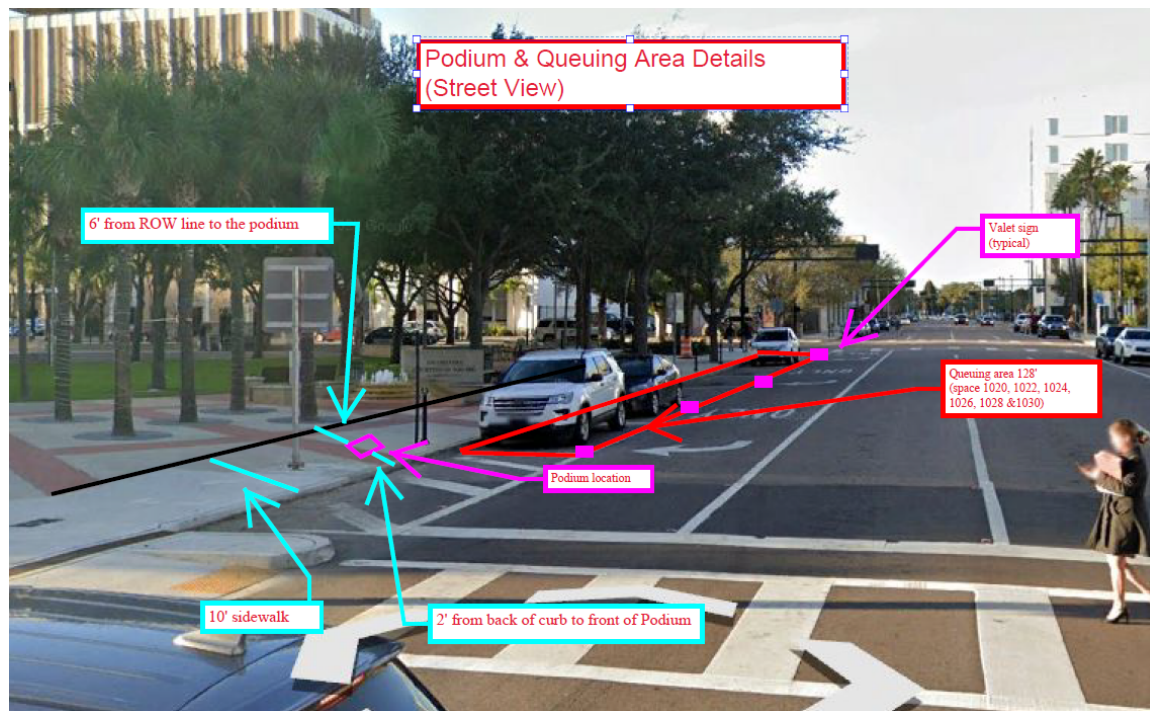 Podium & Queuing Area Details
(Street View)
6' from ROW line to the podium
Valet sign
(typical)
Queuing area 128'
(space 1020, 1022, 1024,
1026, 1028 &1030)
Podium location
10' sidewalk
2' from back of curb to front of Podium
ONLY